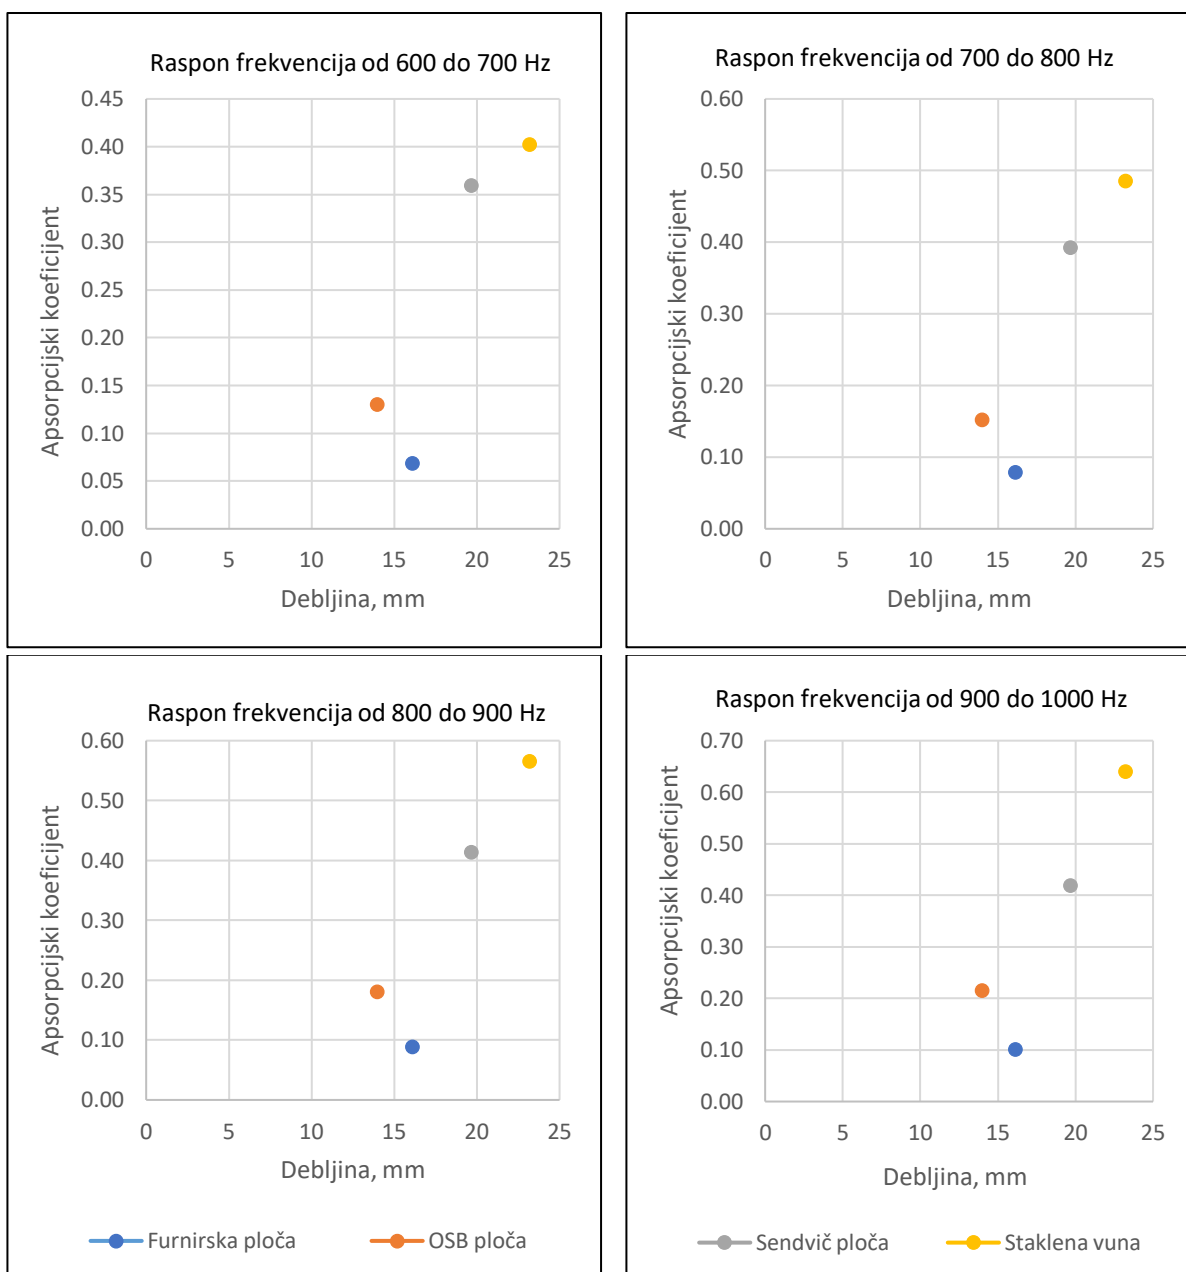 Raspon frekvencija od 600 do 700 Hz
0.45
0.40
0.35
0.30
0.25
0.20
0.15
0.10
0.05
0.00
Apsorpcijski koeficijent
0 5 10 15 20 25
Debljina, mm
Raspon frekvencija od 700 do 800 Hz
0.60
0.50
0.40
0.30
0.20
0.10
0.00
Apsorpcijski koeficijent
0 5 10 15 20 25
Debljina, mm
Raspon frekvencija od 800 do 900 Hz
0.60
0.50
0.40
0.30
0.20
0.10
0.00
Apsorpcijski koeficijent
0 5 10 15 20 25
Debljina, mm
Furnirska ploča OSB ploča
Raspon frekvencija od 900 do 1000 Hz
0.70
0.60
0.50
0.40
0.30
0.20
0.10
0.00
Apsorpcijski koeficijent
0 5 10 15 20 25
Debljina, mm
Sendvič ploča Staklena vuna